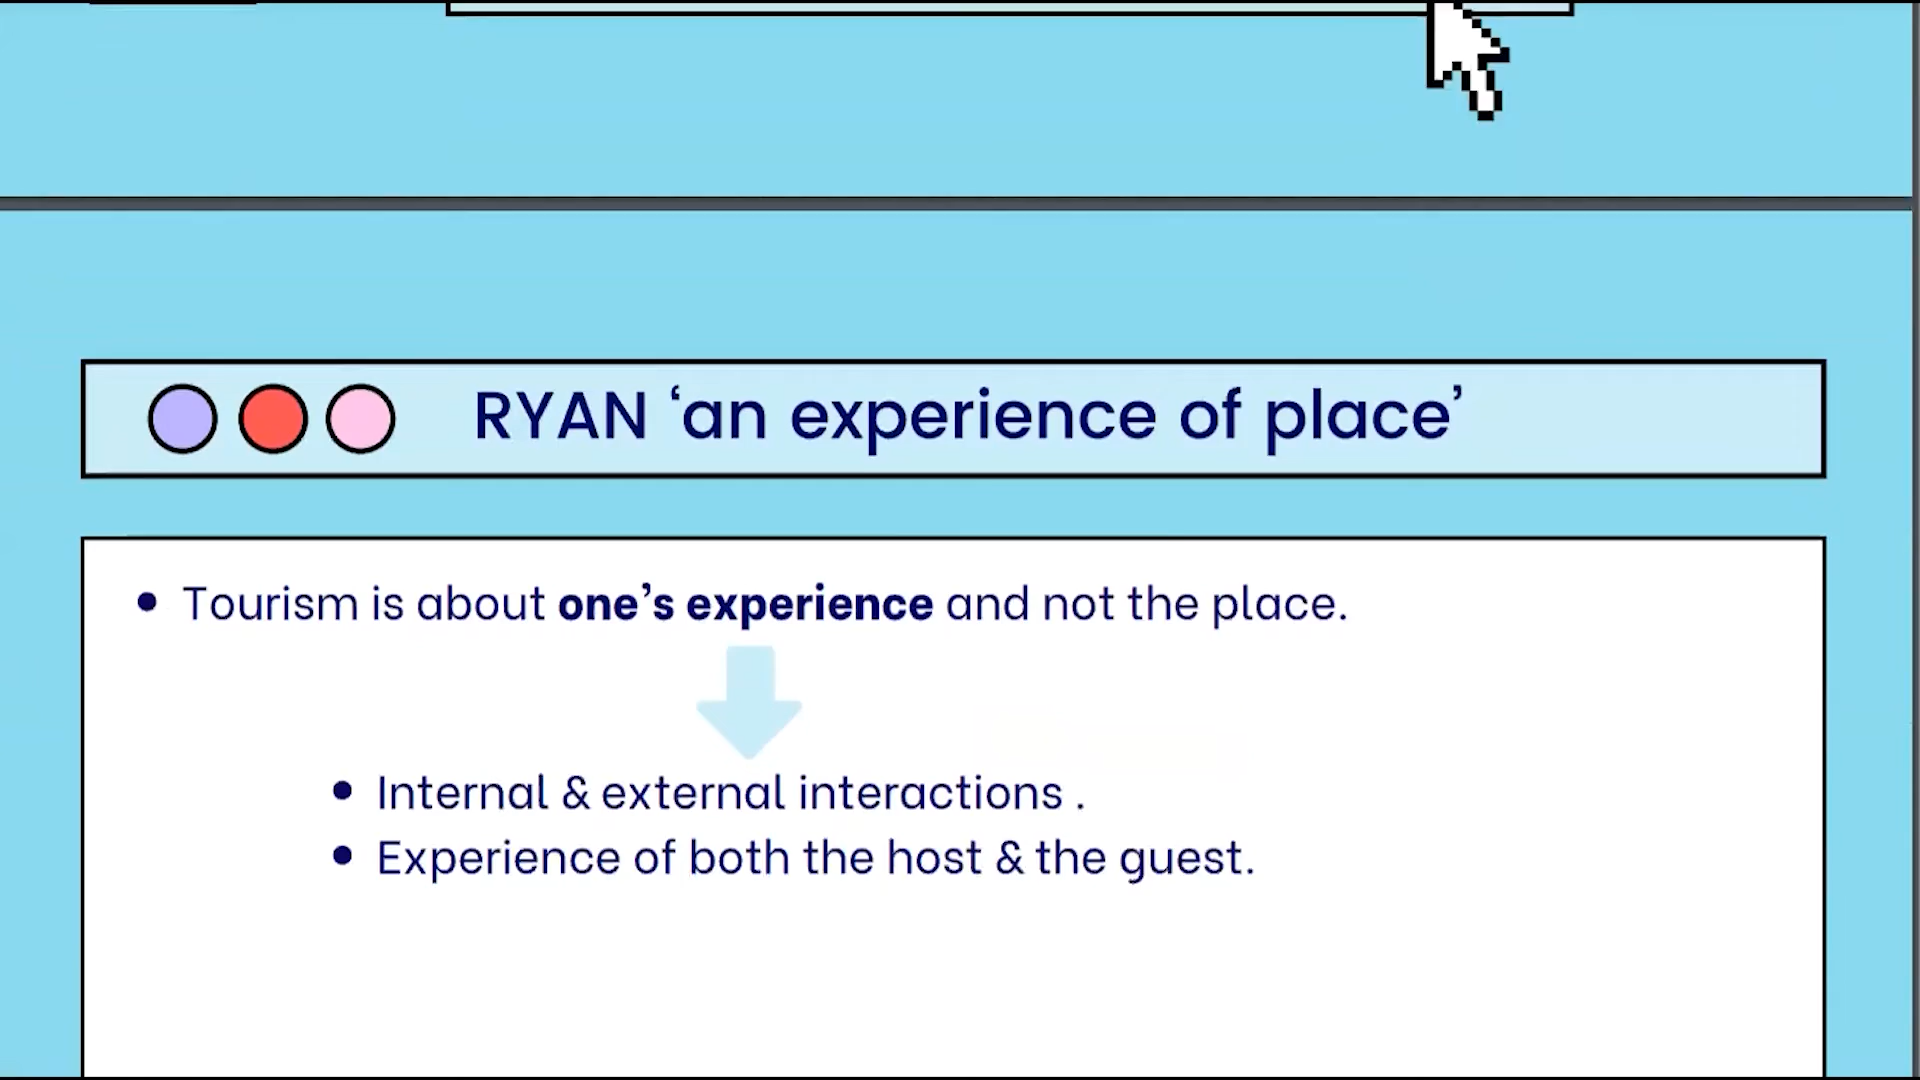 RYAN ‘an experience of place’
• Tourism is about one’s experience and not the place.
• Internal & external interactions .
• Experience of both the host & the guest.